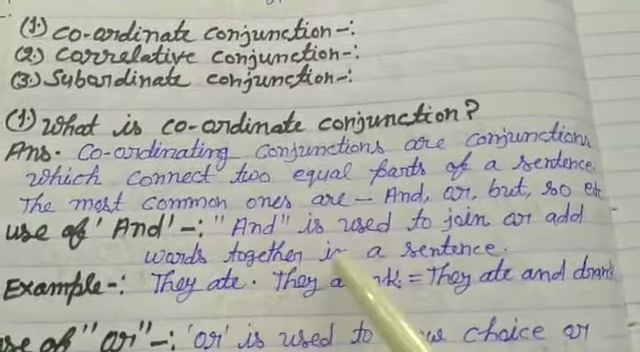 (1.) Co-ordinate conjunction-:
(2.) Correlative conjunction-:
(3.) Subordinate conjunction-:
(1) What is co-ordinate conjunction?
Ans. Co-ordinating conjunctions are conjunctions
which connect two equal parts of a sentence.
The most common ones are – And, or, but, so etc
use of 'And'-: "And" is used to join or add
words together in a sentence.
Example-: They ate. They = They ate and drank
use of "or"-: 'or' is used to choice or